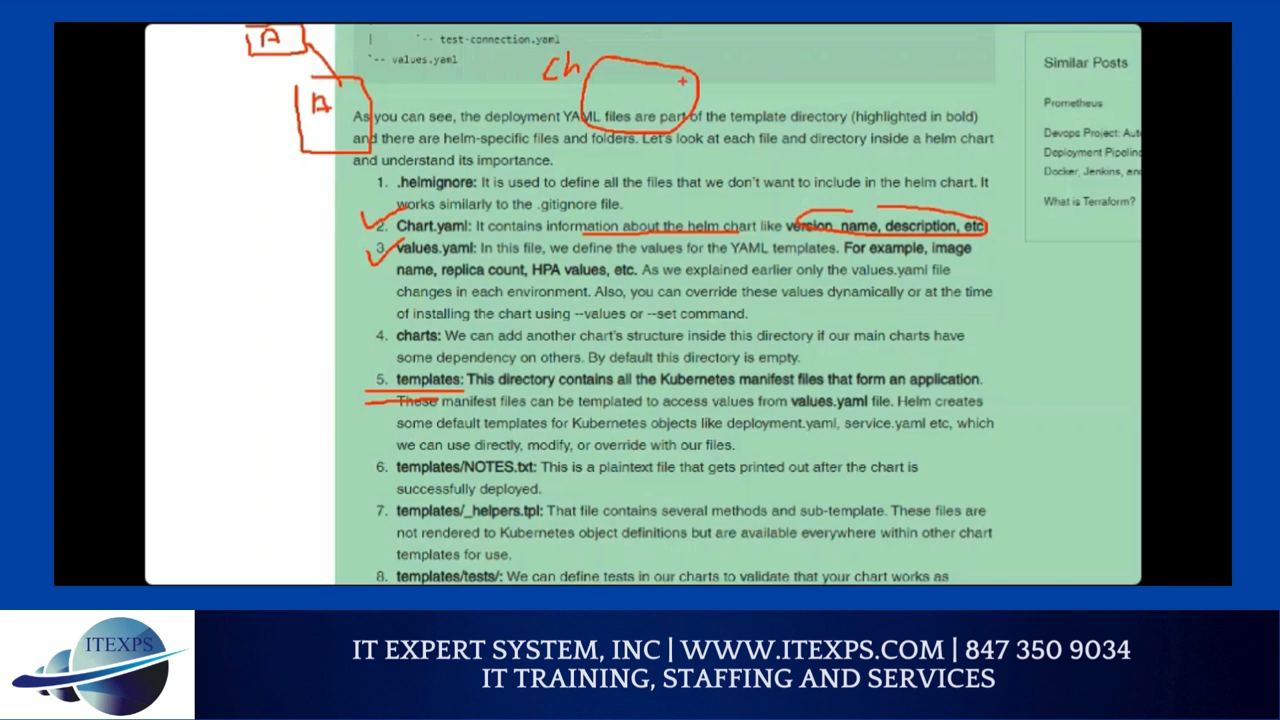 A
|       `-- test-connection.yaml
`-- values.yaml
Ch
A
As you can see, the deployment YAML files are part of the template directory (highlighted in bold)
and there are helm-specific files and folders. Let's look at each file and directory inside a helm chart
and understand its importance.
1. .helmignore: It is used to define all the files that we don't want to include in the helm chart. It
works similarly to the .gitignore file.
2. Chart.yaml: It contains information about the helm chart like version, name, description, etc
3. values.yaml: In this file, we define the values for the YAML templates. For example, image
name, replica count, HPA values, etc. As we explained earlier only the values.yaml file
changes in each environment. Also, you can override these values dynamically or at the time
of installing the chart using --values or --set command.
4. charts: We can add another chart's structure inside this directory if our main charts have
some dependency on others. By default this directory is empty.
5. templates: This directory contains all the Kubernetes manifest files that form an application.
These manifest files can be templated to access values from values.yaml file. Helm creates
some default templates for Kubernetes objects like deployment.yaml, service.yaml etc, which
we can use directly, modify, or override with our files.
6. templates/NOTES.txt: This is a plaintext file that gets printed out after the chart is
successfully deployed.
7. templates/_helpers.tpl: That file contains several methods and sub-template. These files are
not rendered to Kubernetes object definitions but are available everywhere within other chart
templates for use.
8. templates/tests/: We can define tests in our charts to validate that your chart works as
Similar Posts
Prometheus
Devops Project: Aut
Deployment Pipelin
Docker, Jenkins, an
What is Terraform?
ITEXPS
IT EXPERT SYSTEM, INC | WWW.ITEXPS.COM | 847 350 9034
IT TRAINING, STAFFING AND SERVICES